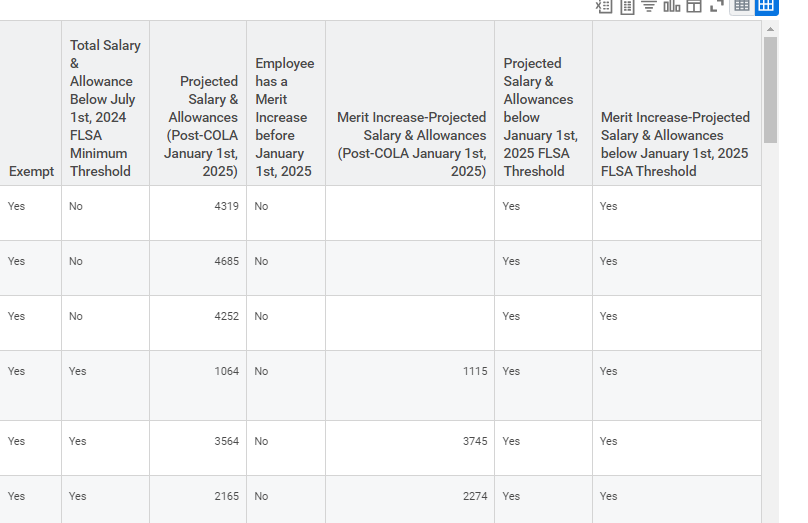 Exempt
Total Salary
&
Allowance
Below July
1st, 2024
FLSA
Minimum
Threshold
Projected
Salary &
Allowances
(Post-COLA
January 1st,
2025)
Employee
has a
Merit
Increase
before
January
1st, 2025
Merit Increase-Projected
Salary & Allowances
(Post-COLA January 1st,
2025)
Projected
Salary &
Allowances
below
January 1st,
2025 FLSA
Threshold
Merit Increase-Projected
Salary & Allowances
below January 1st, 2025
FLSA Threshold
Yes No 4319 No Yes Yes
Yes No 4685 No Yes Yes
Yes No 4252 No Yes Yes
Yes Yes 1064 No 1115 Yes Yes
Yes Yes 3564 No 3745 Yes Yes
Yes Yes 2165 No 2274 Yes Yes